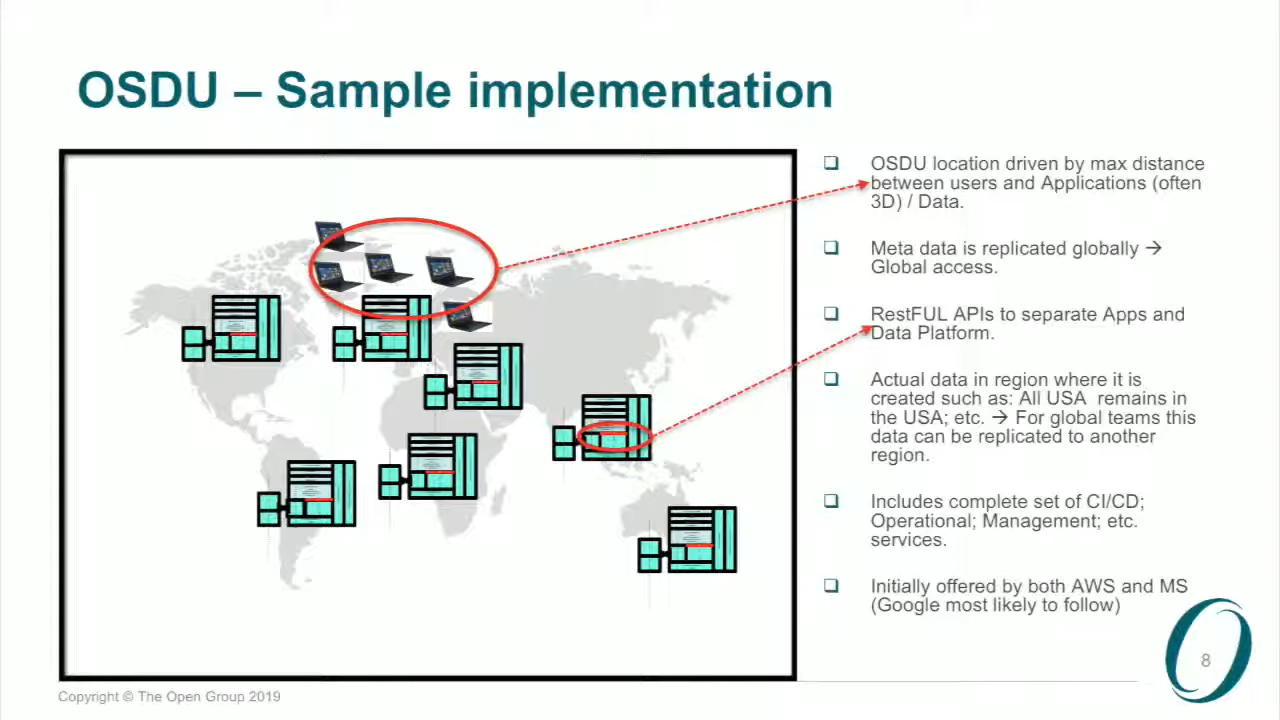 OSDU – Sample implementation
OSDU location driven by max distance
between users and Applications (often
3D) / Data.
Meta data is replicated globally →
Global access.
RestFUL APIs to separate Apps and
Data Platform.
Actual data in region where it is
created such as: All USA  remains in
the USA; etc. → For global teams this
data can be replicated to another
region.
Includes complete set of CI/CD;
Operational; Management; etc.
services.
Initially offered by both AWS and MS
(Google most likely to follow)
8
Copyright © The Open Group 2019